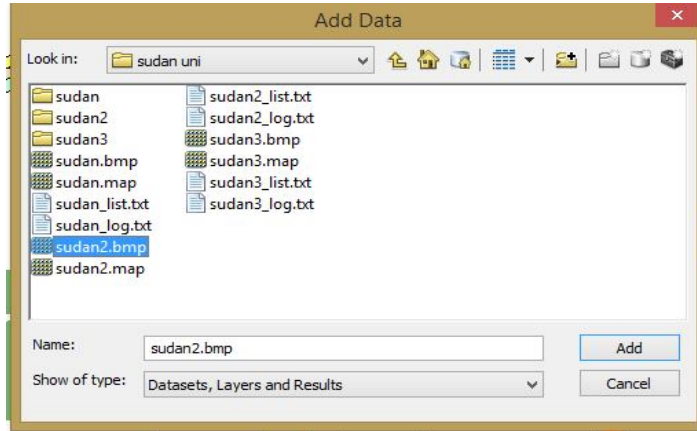 Add Data
Look in:
sudan uni
sudan
sudan2
sudan3
sudan.bmp
sudan.map
sudan_list.txt
sudan_log.txt
sudan2.bmp
sudan2.map
sudan2_list.txt
sudan2_log.txt
sudan3.bmp
sudan3.map
sudan3_list.txt
sudan3_log.txt
Name:
sudan2.bmp
Add
Show of type:
Datasets, Layers and Results
Cancel